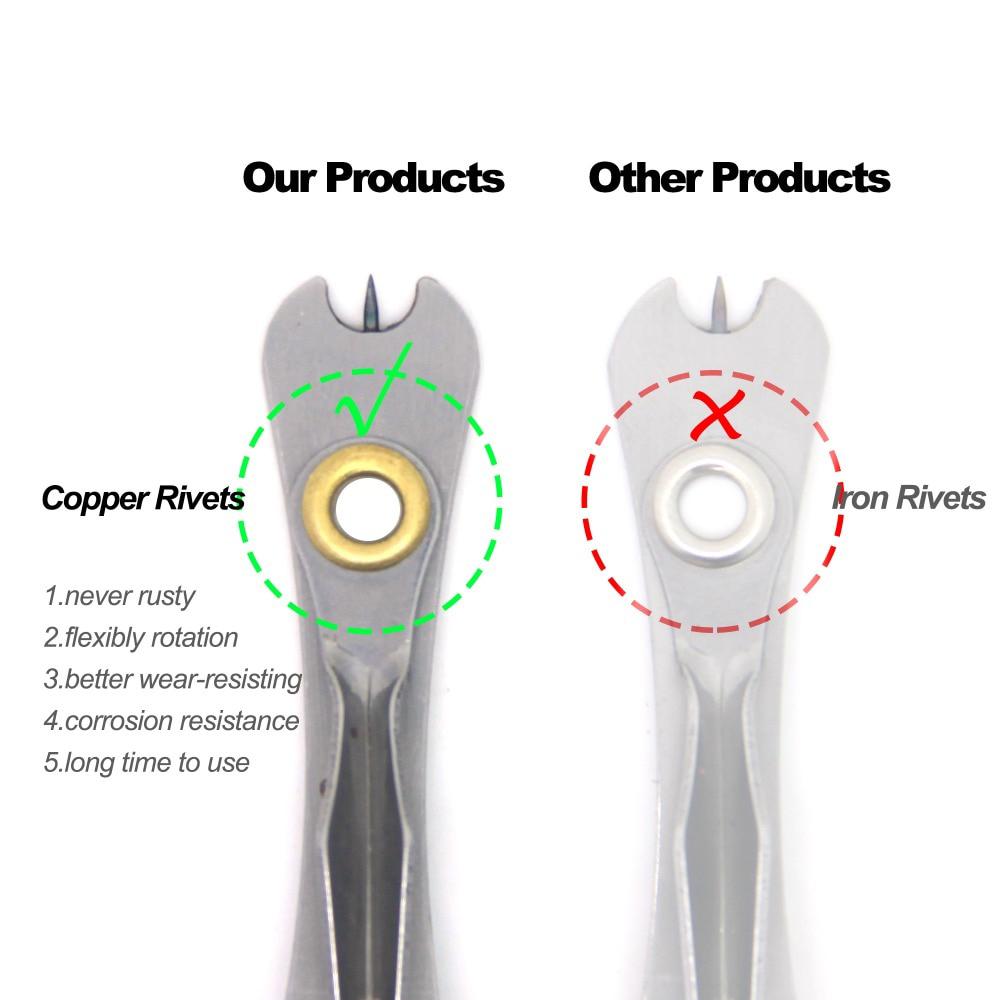 Our Products
Other Products
Copper Rivets
Iron Rivets
1.never rusty
2.flexibly rotation
3.better wear-resisting
4.corrosion resistance
5.long time to use